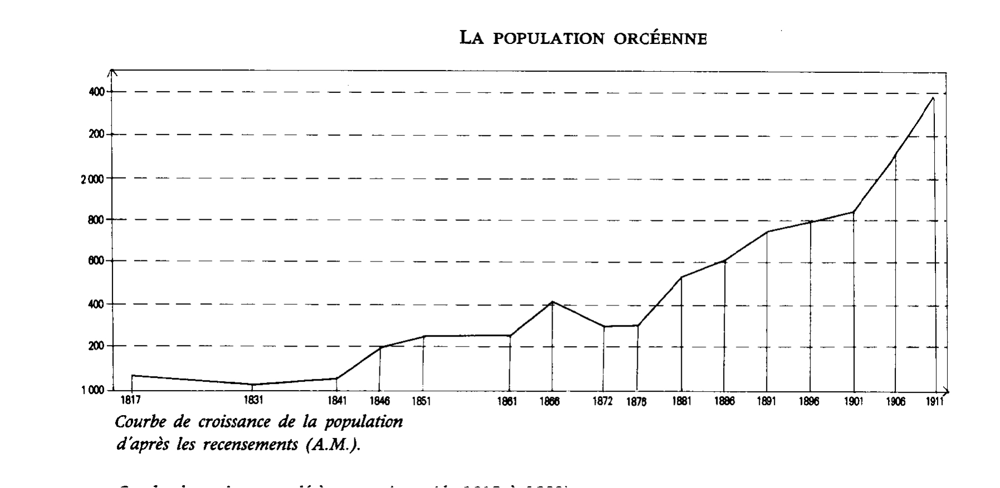 LA POPULATION ORCÉENNE
400
200
2 000
800
600
400
200
1 000
1817 1831 1841 1846 1851 1861 1866 1872 1876 1881 1886 1891 1896 1901 1906 1911
Courbe de croissance de la population
d'après les recensements (A.M.).